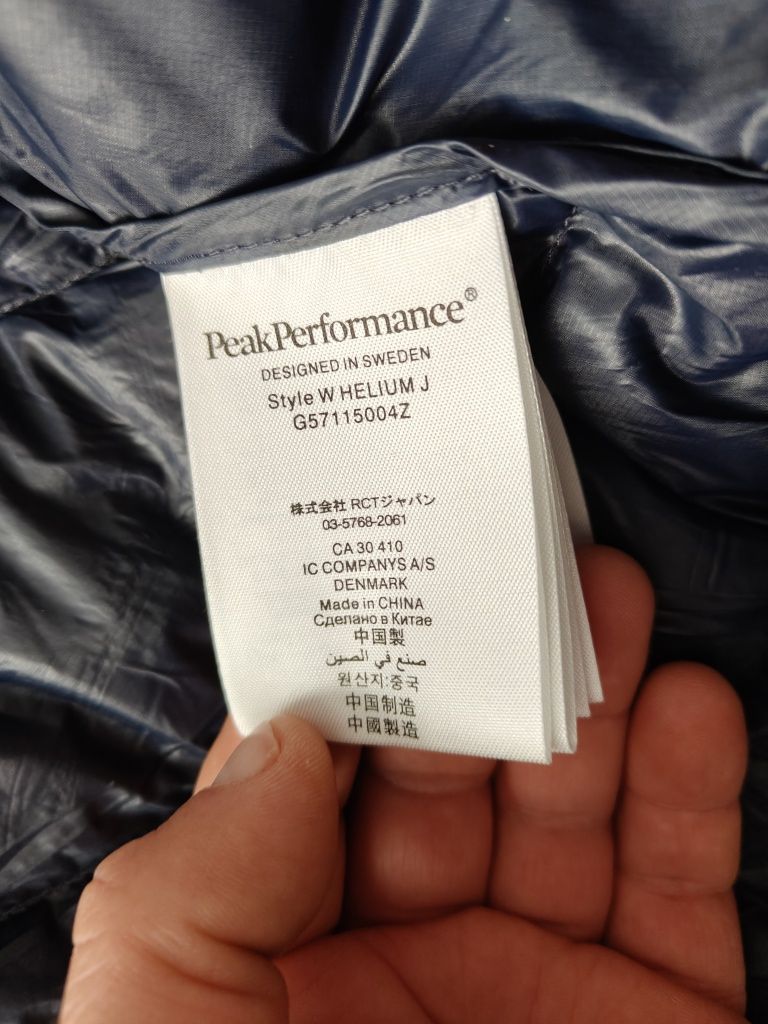 PeakPerformance®
DESIGNED IN SWEDEN
Style W HELIUM J
G57115004Z
株式会社 RCTジャパン
03-5768-2061
CA 30 410
IC COMPANYS A/S
DENMARK
Made in CHINA
Сделано в Китае
中国製
صنع في الصين
원산지:중국
中国制造
中國製造